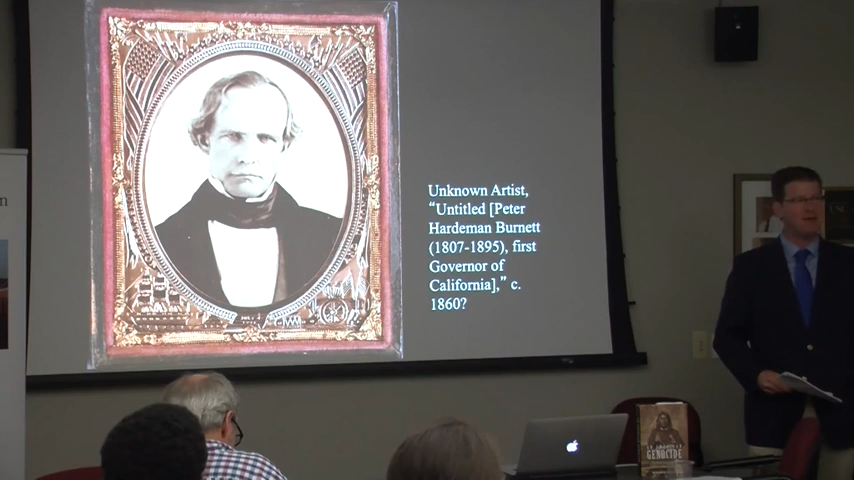 Unknown Artist,
“Untitled [Peter
Hardeman Burnett
(1807-1895), first
Governor of
California],” c.
1860?
GENOCIDE